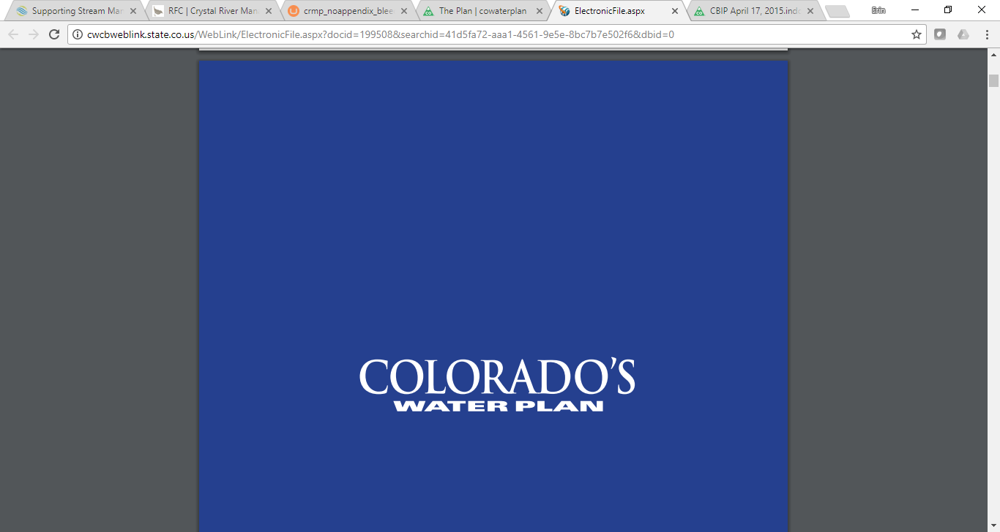 Supporting Stream Mar
RFC | Crystal River Man
crmp_noappendix_blee
The Plan | cowaterplan
ElectronicFile.aspx
CBIP April 17, 2015.ind
Erin
cwcbweblink.state.co.us/WebLink/ElectronicFile.aspx?docid=199508&searchid=41d5fa72-aaa1-4561-9e5e-8bc7b7e502f6&dbid=0
COLORADO'S
WATER PLAN